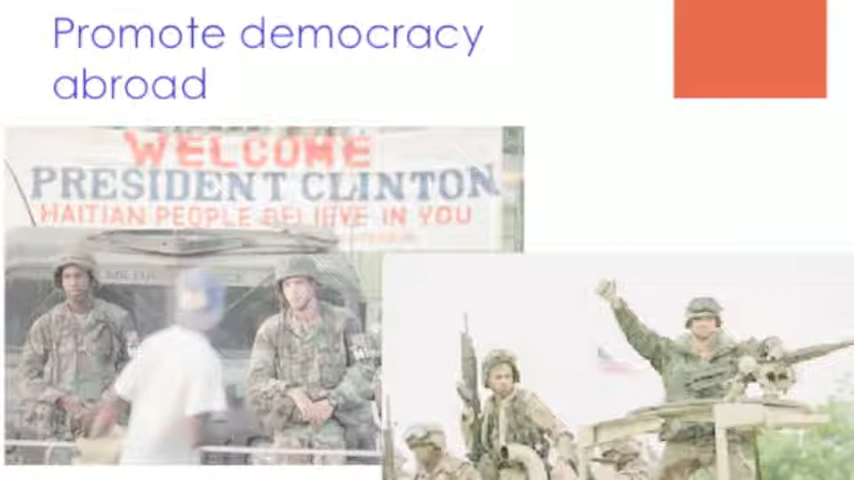 Promote democracy
abroad
WELCOME
PRESIDENT CLINTON
HAITIAN PEOPLE BELIEVE IN YOU